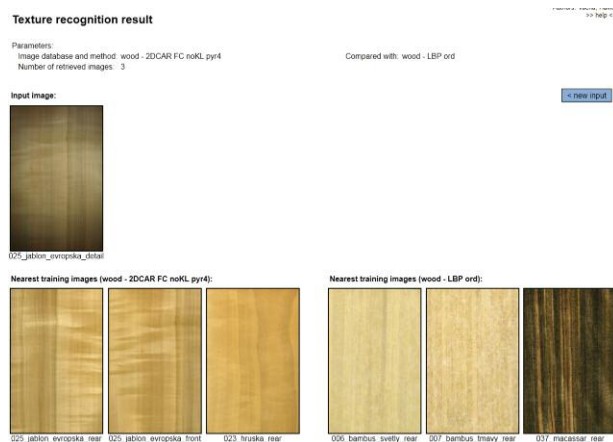 >> help <
Texture recognition result
Parameters:
Image database and method: wood - 2DCAR FC noKL pyr4 Compared with: wood - LBP ord
Number of retrieved images: 3
Input image:
< new input
025_jablon_evropska_detail
Nearest training images (wood - 2DCAR FC noKL pyr4): Nearest training images (wood - LBP ord):
025_jablon_evropska_rear 025_jablon_evropska_front 023_hruska_rear 006_bambus_svetly_rear 007_bambus_tmavy_rear 037_macassar_rear